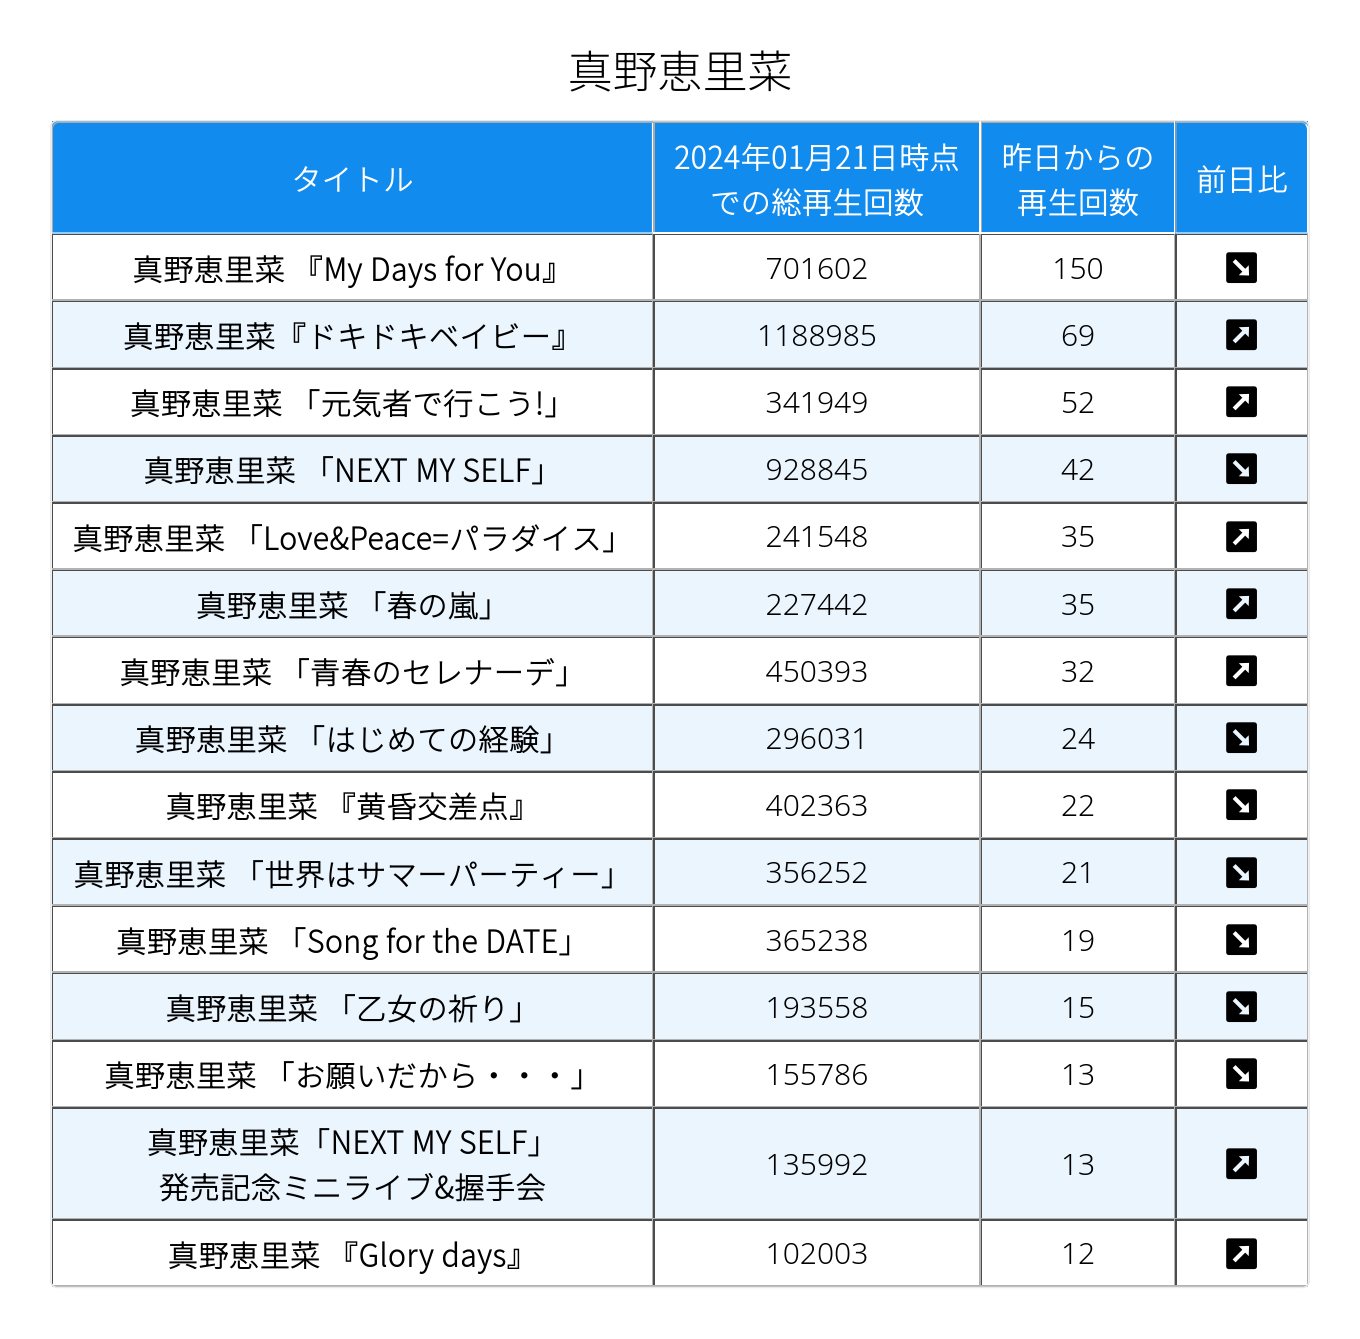 真野恵里菜
タイトル 2024年01月21日時点 昨日からの 前日比
での総再生回数 再生回数
真野恵里菜 『My Days for You』 701602 150 ↘
真野恵里菜『ドキドキベイビー』 1188985 69 ↗
真野恵里菜 「元気者で行こう!」 341949 52 ↗
真野恵里菜 「NEXT MY SELF」 928845 42 ↘
真野恵里菜 「Love&Peace=パラダイス」 241548 35 ↗
真野恵里菜 「春の嵐」 227442 35 ↗
真野恵里菜 「青春のセレナーデ」 450393 32 ↗
真野恵里菜 「はじめての経験」 296031 24 ↘
真野恵里菜 『黄昏交差点』 402363 22 ↘
真野恵里菜 「世界はサマーパーティー」 356252 21 ↘
真野恵里菜 「Song for the DATE」 365238 19 ↘
真野恵里菜 「乙女の祈り」 193558 15 ↘
真野恵里菜 「お願いだから・・・」 155786 13 ↘
真野恵里菜「NEXT MY SELF」
発売記念ミニライブ&握手会 135992 13 ↗
真野恵里菜 『Glory days』 102003 12 ↗